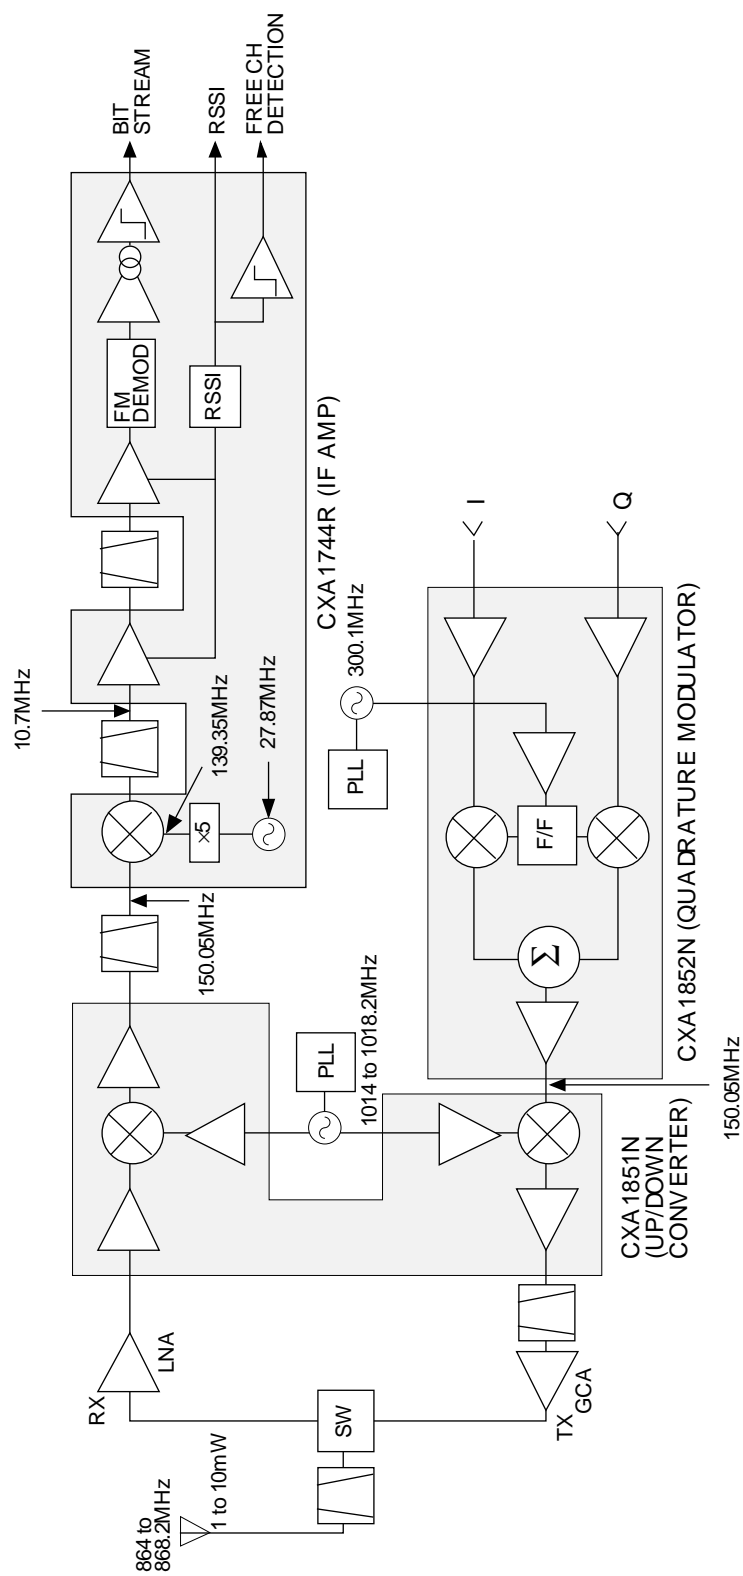 864 to
868.2MHz
1 to 10mW
RX
LNA
SW
TX
GCA
CXA1851N
(UP/DOWN
CONVERTER)
PLL
1014 to 1018.2MHz
150.05MHz
150.05MHz
139.35MHz
×5
27.87MHz
10.7MHz
FM
DEMOD
RSSI
CXA1744R (IF AMP)
BIT
STREAM
RSSI
FREE CH
DETECTION
PLL
300.1MHz
F/F
Σ
I
Q
CXA1852N (QUADRATURE MODULATOR)